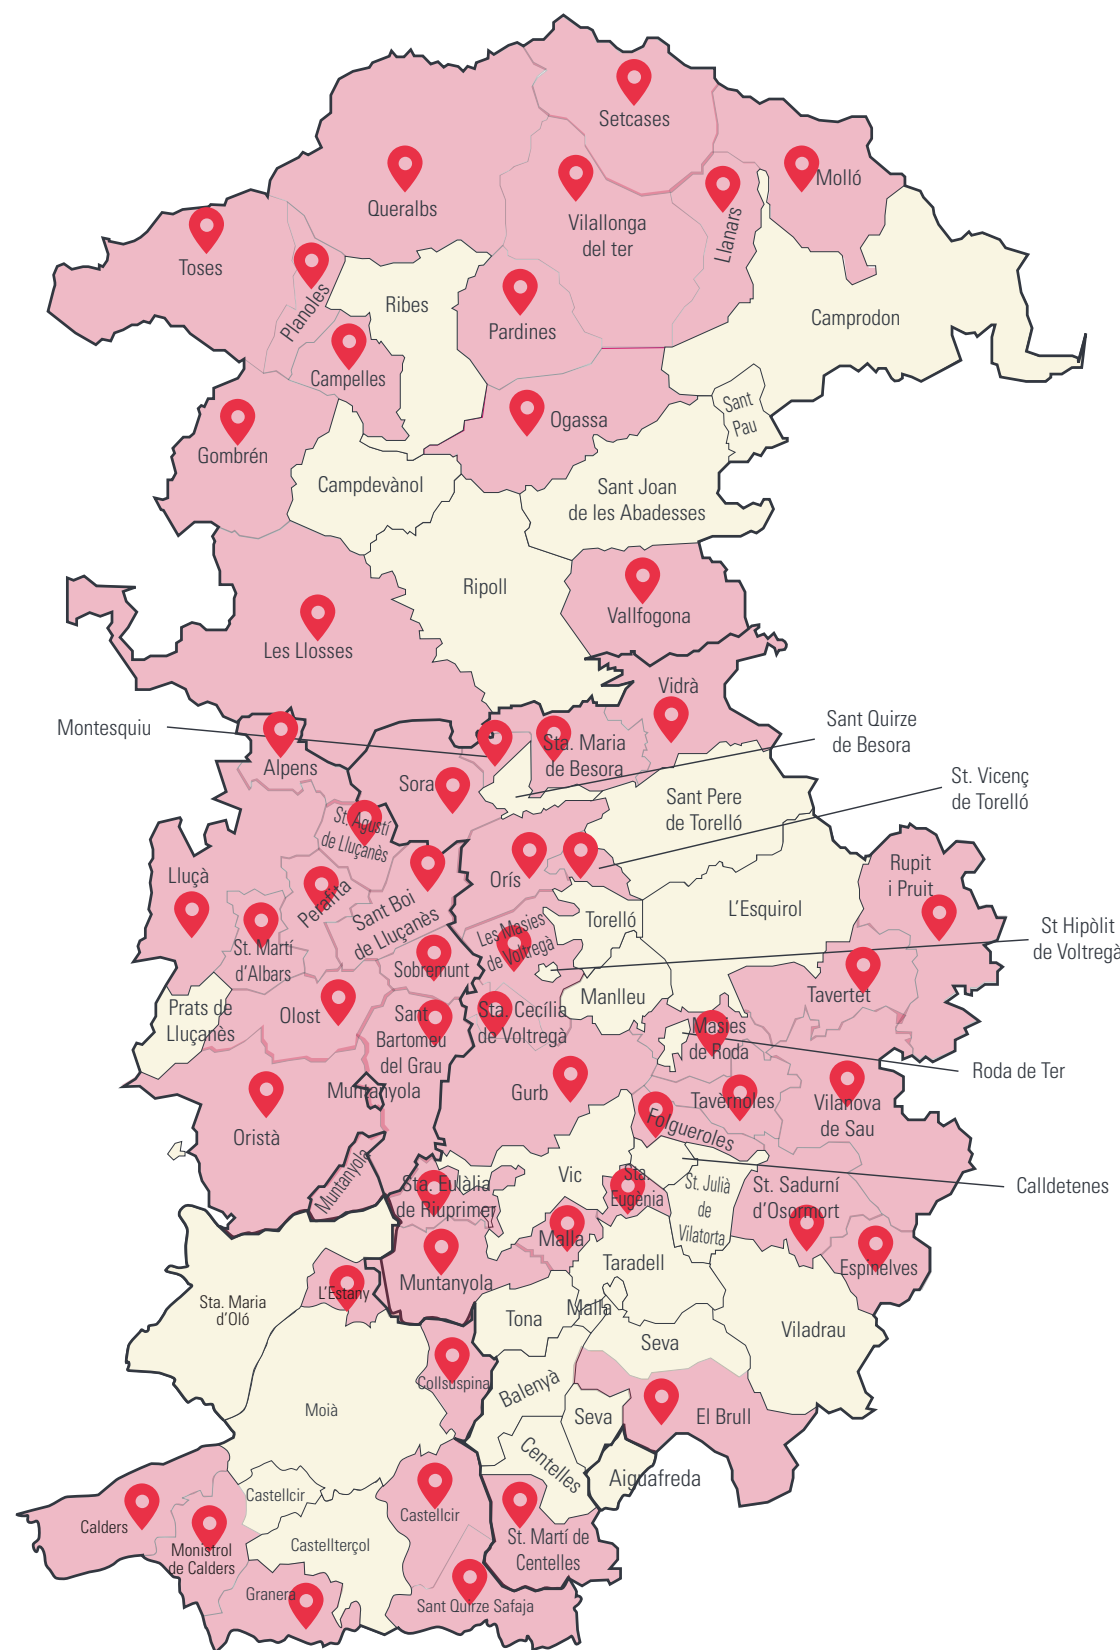 Setcases
Molló
Queralbs
Vilallonga
del ter
Llanars
Toses
Planoles
Ribes
Pardines
Camprodon
Campelles
Sant
Pau
Ogassa
Gombrén
Campdevànol
Sant Joan
de les Abadesses
Ripoll
Vallfogona
Les Llosses
Vidrà
Montesquiu
Sant Quirze
de Besora
Sta. Maria
de Besora
Alpens
Sora
St. Vicenç
de Torelló
Sant Pere
de Torelló
St. Agustí
de Lluçanès
Lluçà
Perafita
Sant Boi
de Lluçanès
Orís
Rupit
i Pruit
L'Esquirol
Torelló
Les Masies
de Voltregà
St Hipòlit
de Voltregà
St. Martí
d'Albars
Sobremunt
Tavertet
Manlleu
Prats de
Lluçanès
Olost
Sant
Bartomeu
del Grau
Sta. Cecília
de Voltregà
Masies
de Roda
Roda de Ter
Muntanyola
Gurb
Tavèrnoles
Vilanova
de Sau
Oristà
Folgueroles
Muntanyola
Vic
Sta.
Eugènia
St. Julià
de
Vilatorta
Calldetenes
Sta. Eulàlia
de Riuprimer
St. Sadurní
d'Osormort
Malla
Muntanyola
Taradell
Espinelves
L'Estany
Sta. Maria
d'Oló
Tona
Malla
Seva
Viladrau
Collsuspina
Balenyà
Moià
Seva
El Brull
Centelles
Aiguafreda
Castellcir
Castellcir
Calders
Monistrol
de Calders
Castellterçol
St. Martí de
Centelles
Granera
Sant Quirze Safaja